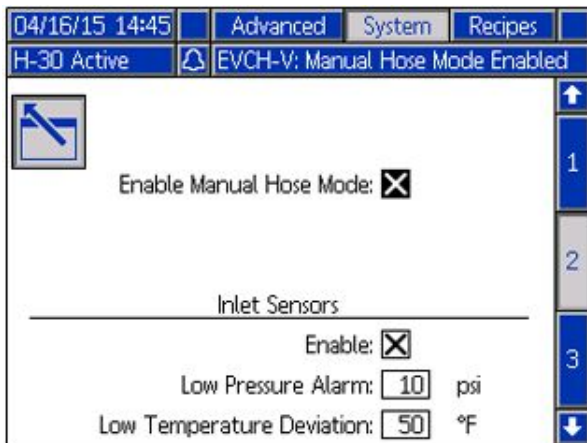 04/16/15 14:45 Advanced System Recipes
H-30 Active EVCH-V: Manual Hose Mode Enabled
1
Enable Manual Hose Mode:
2
Inlet Sensors
Enable:
3
Low Pressure Alarm: 10 psi
Low Temperature Deviation: 50 °F